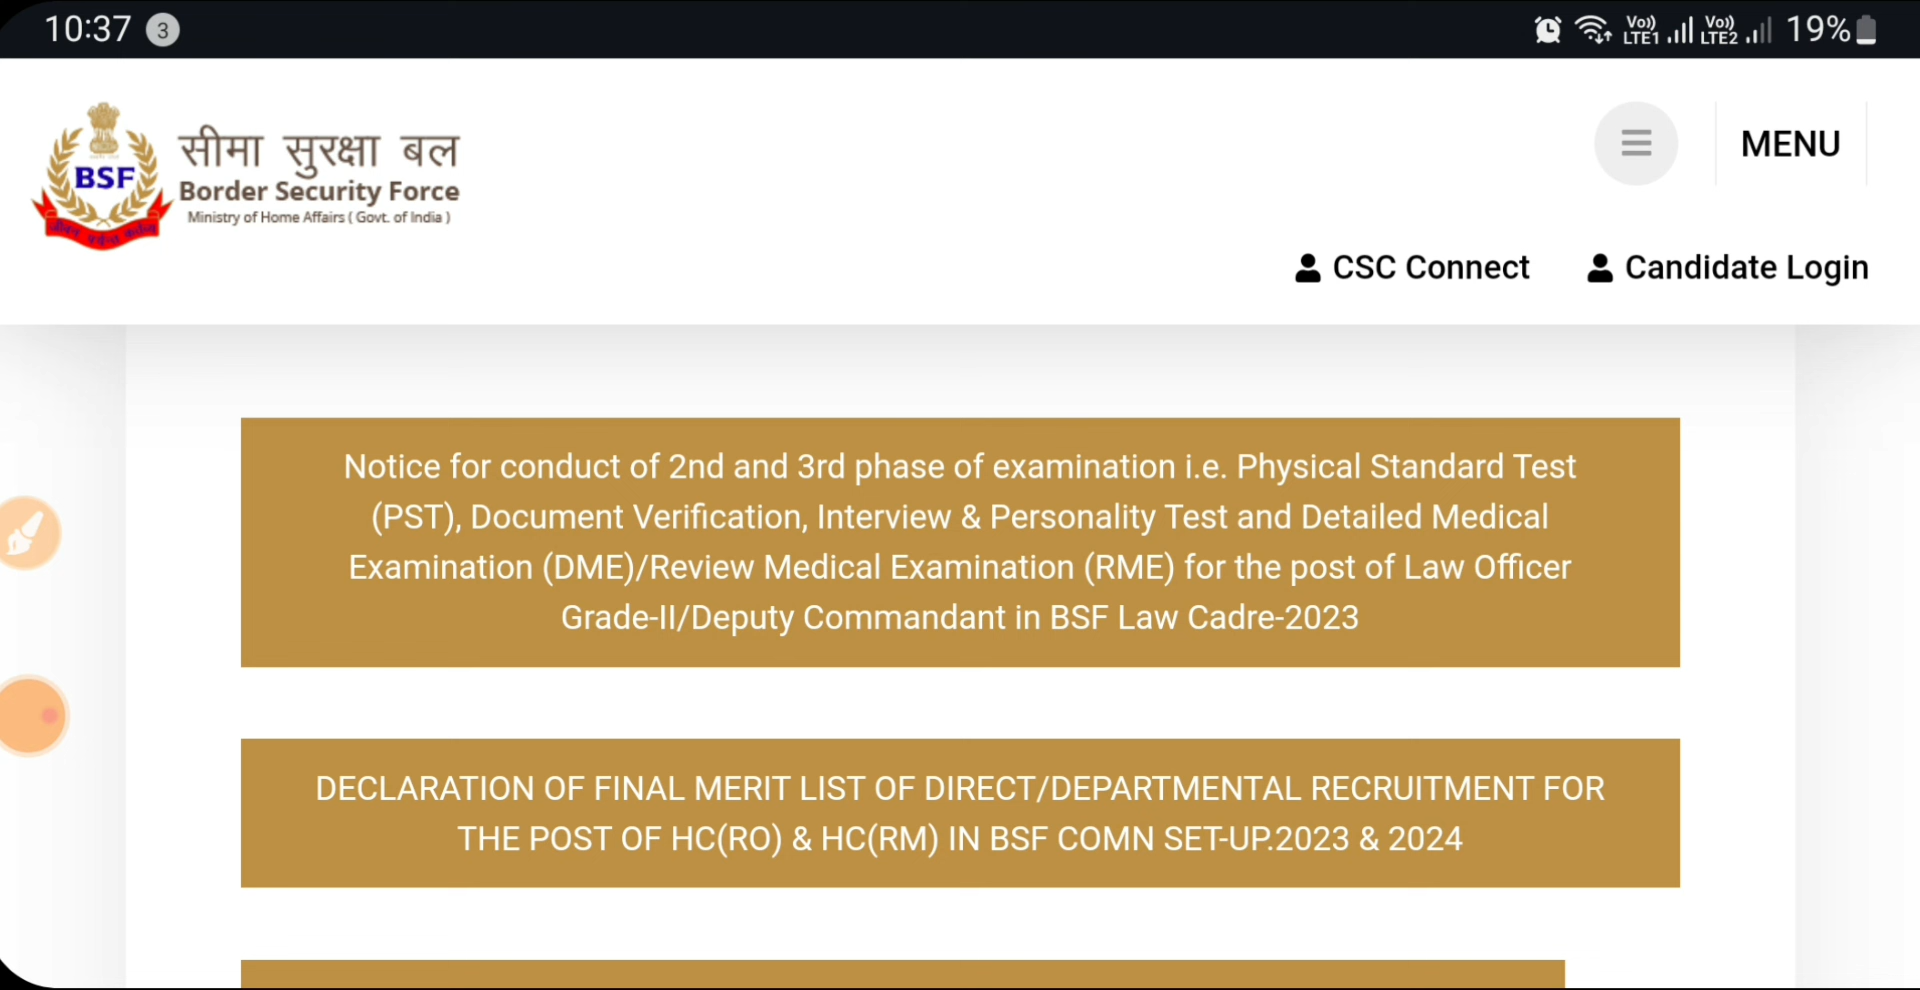 10:37 3
Vo)) LTE1 Vo)) LTE2 19%
सीमा सुरक्षा बल
BSF
Border Security Force
Ministry of Home Affairs ( Govt. of India )
MENU
CSC Connect Candidate Login
Notice for conduct of 2nd and 3rd phase of examination i.e. Physical Standard Test
(PST), Document Verification, Interview & Personality Test and Detailed Medical
Examination (DME)/Review Medical Examination (RME) for the post of Law Officer
Grade-II/Deputy Commandant in BSF Law Cadre-2023
DECLARATION OF FINAL MERIT LIST OF DIRECT/DEPARTMENTAL RECRUITMENT FOR
THE POST OF HC(RO) & HC(RM) IN BSF COMN SET-UP.2023 & 2024